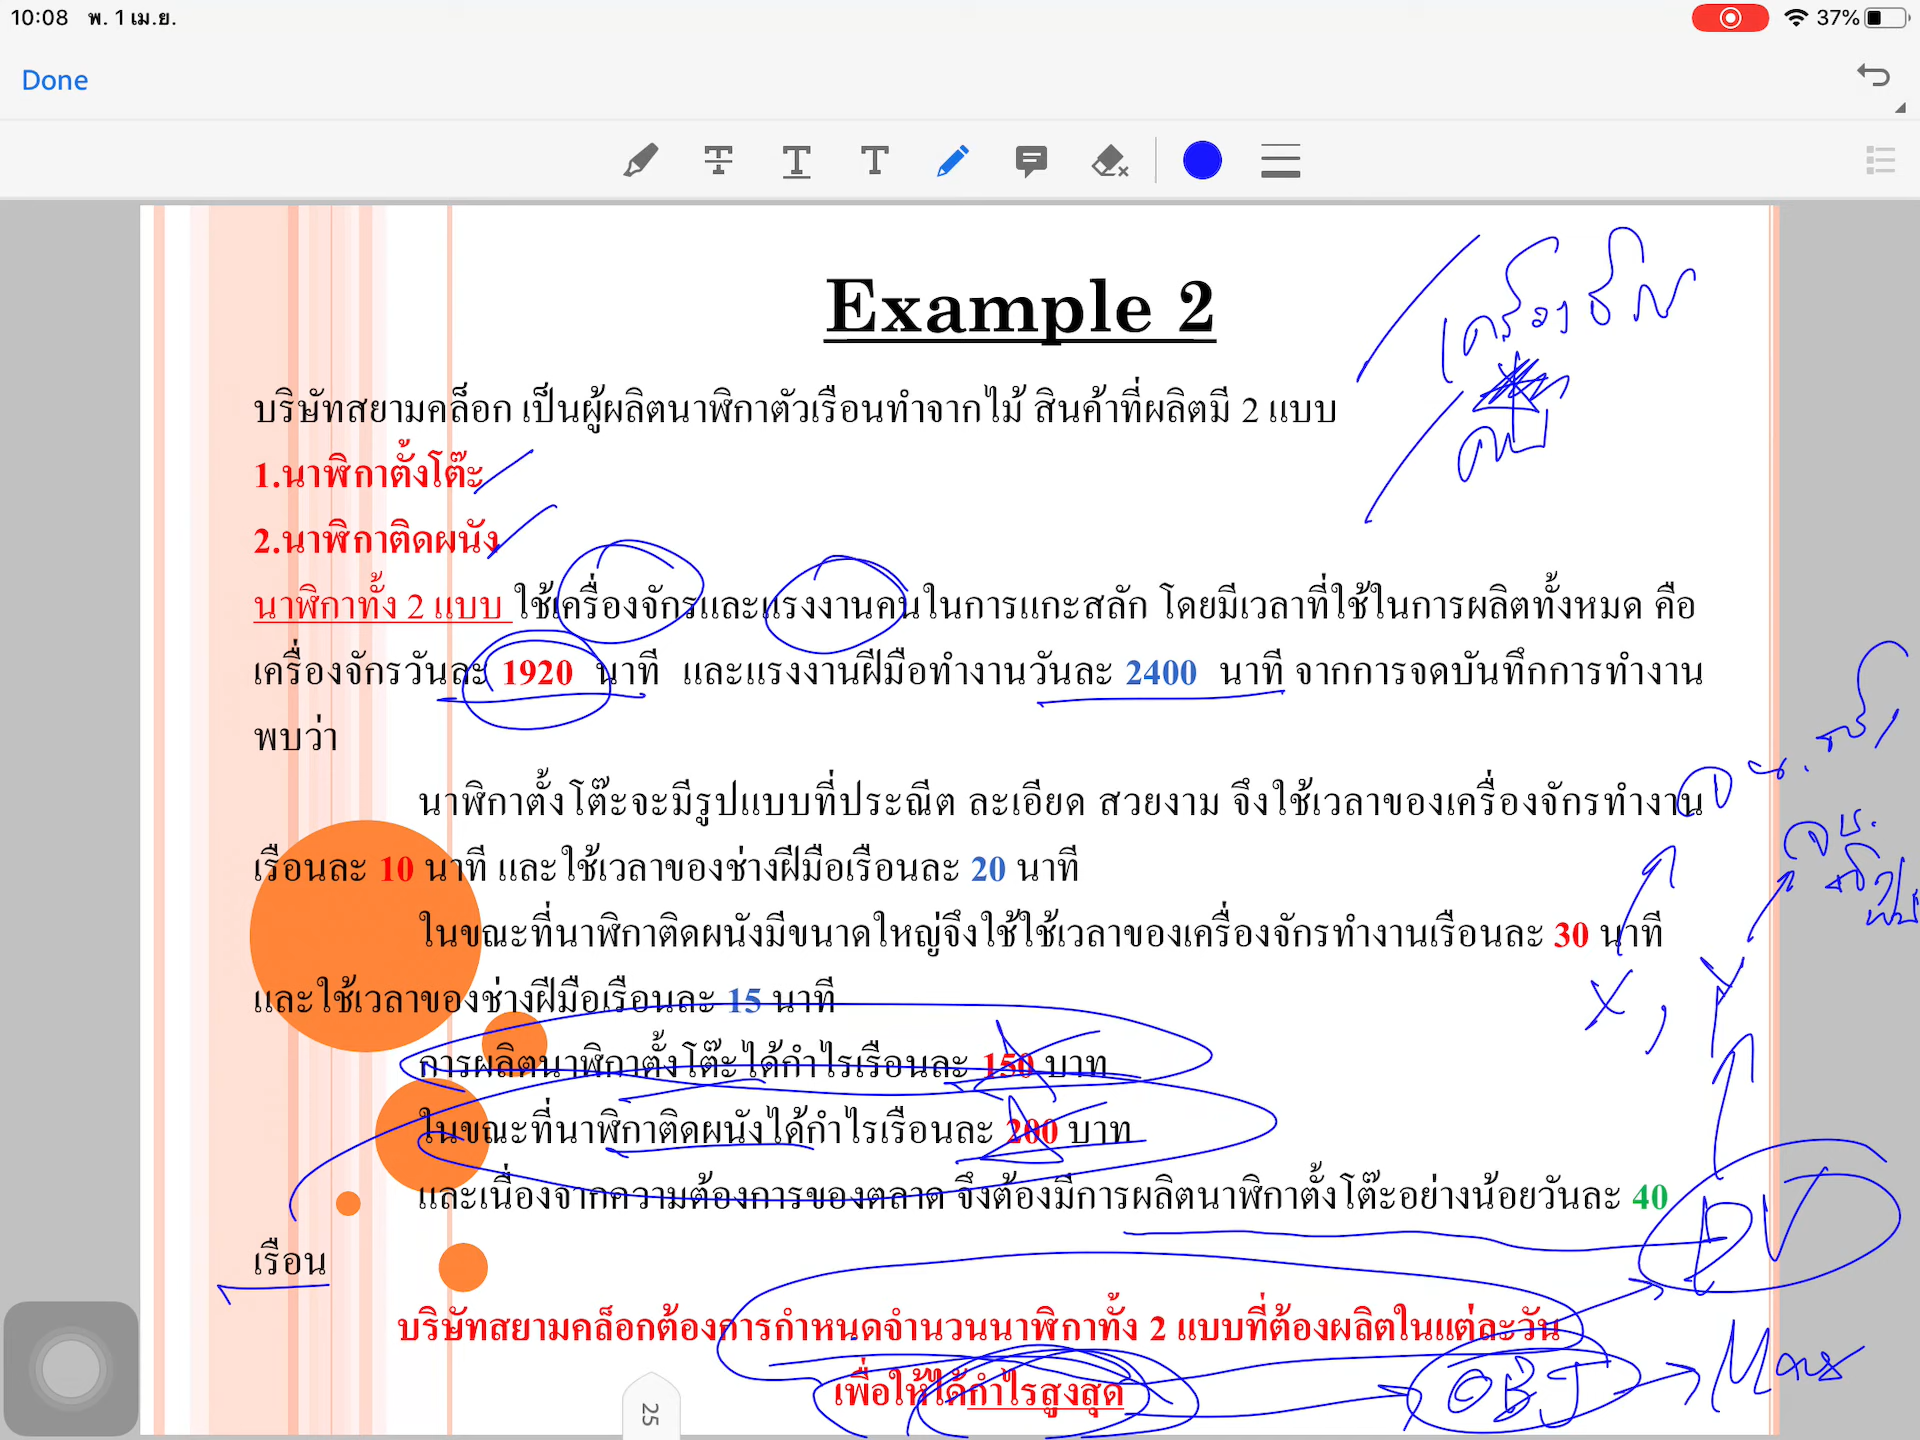 10:08 พ. 1 เม.ย.
37%
Done
Example 2
เครื่องจักร
คน
บริษัทสยามคล็อก เป็นผู้ผลิตนาฬิกาตัวเรือนทำจากไม้ สินค้าที่ผลิตมี 2 แบบ
1.นาฬิกาตั้งโต๊ะ
2.นาฬิกาติดผนัง
นาฬิกาทั้ง 2 แบบ ใช้เครื่องจักรและแรงงานคนในการแกะสลัก โดยมีเวลาที่ใช้ในการผลิตทั้งหมด คือ
เครื่องจักรวันละ 1920 นาที และแรงงานฝีมือทำงานวันละ 2400 นาที จากการจดบันทึกการทำงาน
พบว่า
นาฬิกาตั้งโต๊ะจะมีรูปแบบที่ประณีต ละเอียด สวยงาม จึงใช้เวลาของเครื่องจักรทำงาน
เรือนละ 10 นาที และใช้เวลาของช่างฝีมือเรือนละ 20 นาที
ในขณะที่นาฬิกาติดผนังมีขนาดใหญ่จึงใช้ใช้เวลาของเครื่องจักรทำงานเรือนละ 30 นาที
และใช้เวลาของช่างฝีมือเรือนละ 15 นาที
X , Y
การผลิตนาฬิกาตั้งโต๊ะได้กำไรเรือนละ 150 บาท
ในขณะที่นาฬิกาติดผนังได้กำไรเรือนละ 200 บาท
และเนื่องจากความต้องการของตลาด จึงต้องมีการผลิตนาฬิกาตั้งโต๊ะอย่างน้อยวันละ 40
เรือน
DV
บริษัทสยามคล็อกต้องการกำหนดจำนวนนาฬิกาทั้ง 2 แบบที่ต้องผลิตในแต่ละวัน
เพื่อให้ได้กำไรสูงสุด
OBJ
Max
25